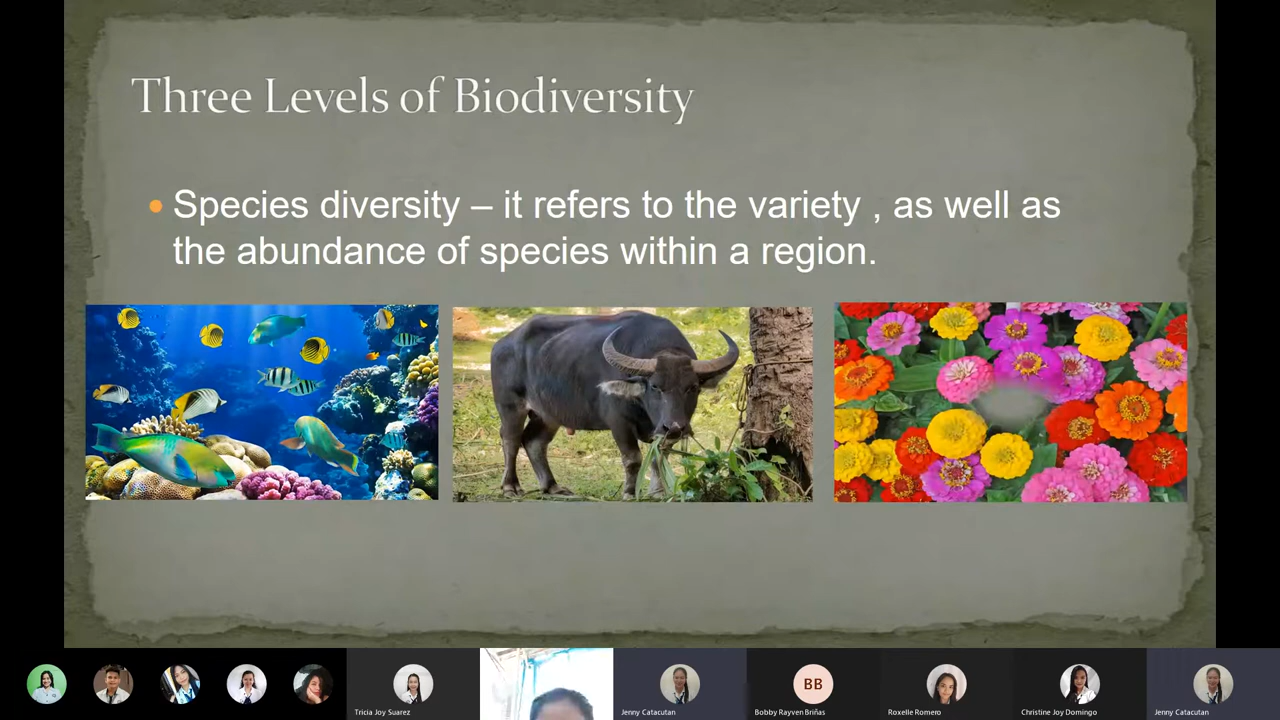 Three Levels of Biodiversity
• Species diversity – it refers to the variety , as well as
the abundance of species within a region.
Tricia Joy Suarez
Jenny Catacutan
BB
Bobby Rayven Briñas
Roxelle Romero
Christine Joy Domingo
Jenny Catacutan